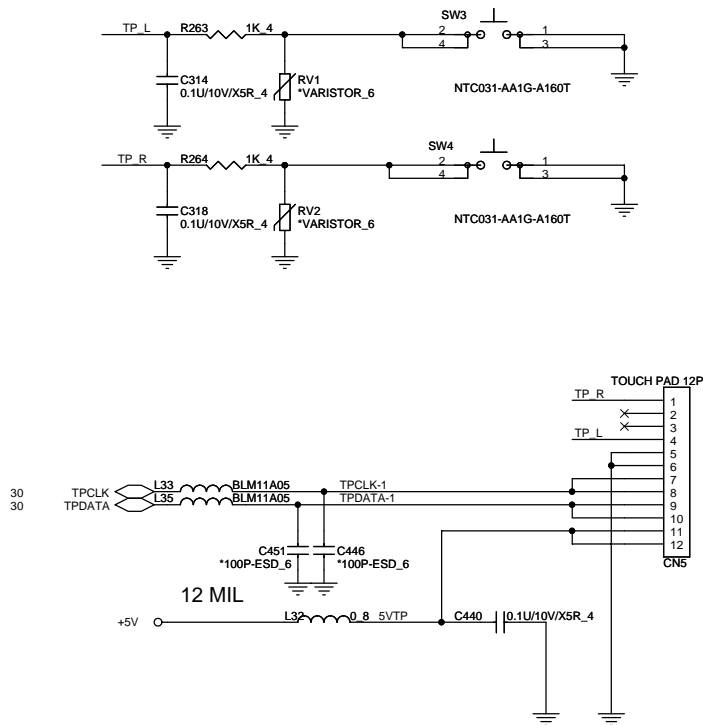 SW3
TP_L R263 1K_4 2 1
4 3
C314 RV1
0.1U/10V/X5R_4 *VARISTOR_6 NTC031-AA1G-A160T
SW4
TP_R R264 1K_4 2 1
4 3
C318 RV2
0.1U/10V/X5R_4 *VARISTOR_6 NTC031-AA1G-A160T
TOUCH PAD 12P
TP_R 1
2
3
TP_L 4
5
6
7
30 TPCLK L33 BLM11A05 TPCLK-1 8
30 TPDATA L35 BLM11A05 TPDATA-1 9
10
11
12
CN5
C451 C446
*100P-ESD_6 *100P-ESD_6
12 MIL
+5V L32 0_8 5VTP C440 0.1U/10V/X5R_4